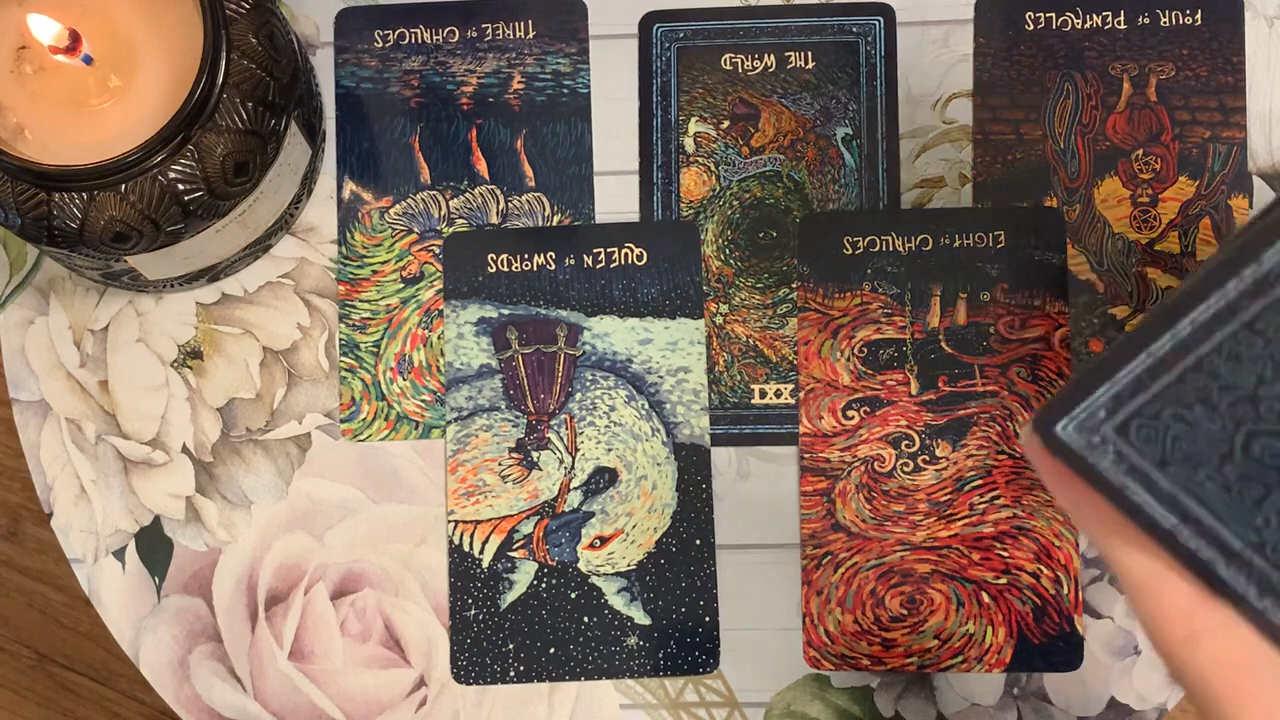 THREE OF CHALICES
THE WORLD
FOUR OF PENTACLES
QUEEN OF SWORDS
EIGHT OF CHALICES
XXI